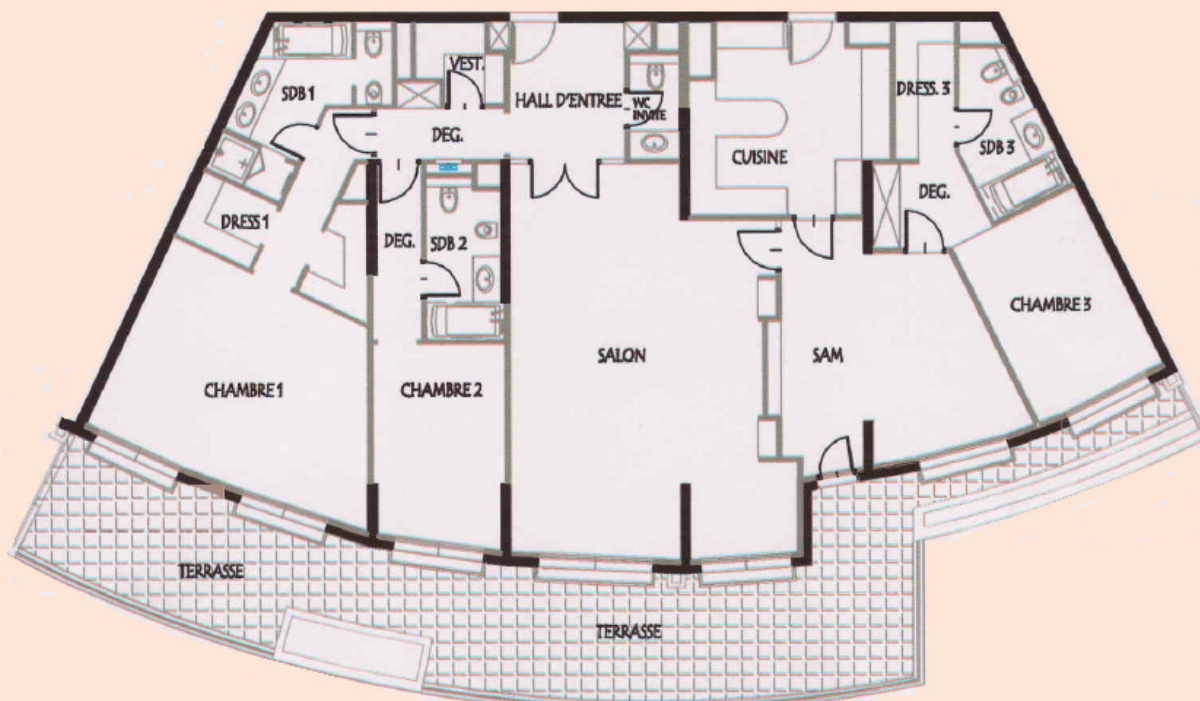 VEST.
SDB 1
HALL D'ENTREE
WC
INVITE
DRESS. 3
DEG.
CUISINE
SDB 3
DRESS 1
DEG.
SDB 2
DEG.
CHAMBRE 3
SALON
SAM
CHAMBRE 1
CHAMBRE 2
TERRASSE
TERRASSE